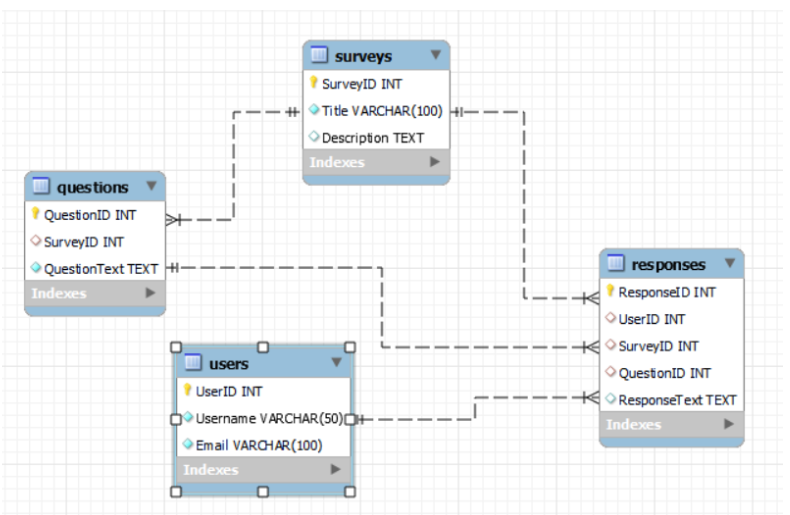 surveys
SurveyID INT
Title VARCHAR(100)
Description TEXT
Indexes
questions
QuestionID INT
SurveyID INT
QuestionText TEXT
Indexes
users
UserID INT
Username VARCHAR(50)
Email VARCHAR(100)
Indexes
responses
ResponseID INT
UserID INT
SurveyID INT
QuestionID INT
ResponseText TEXT
Indexes